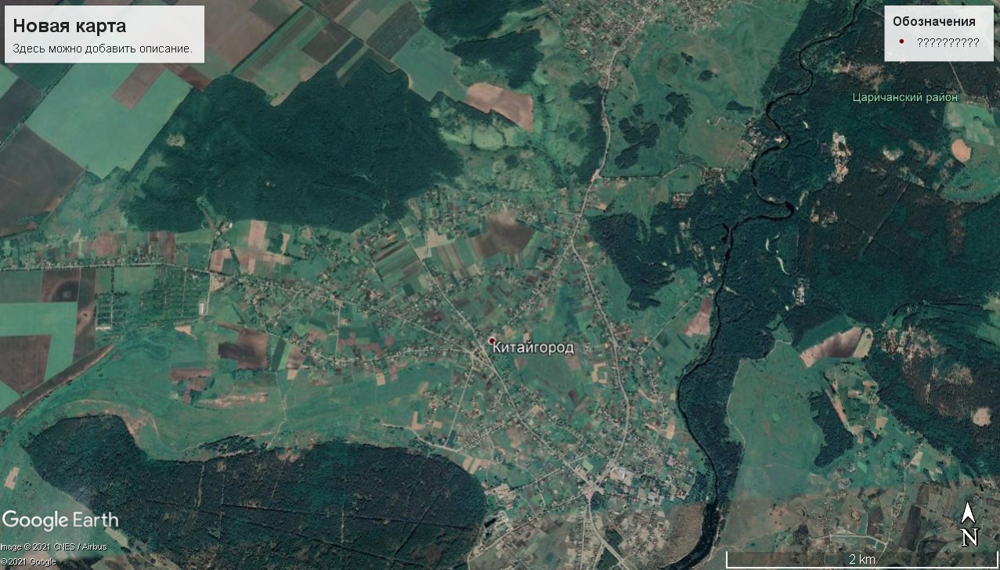 Новая карта
Здесь можно добавить описание.
Обозначения
??????????
Царичанский район
Китайгород
Google Earth
Image © 2021 CNES / Airbus
© 2021 Google
2 km
N